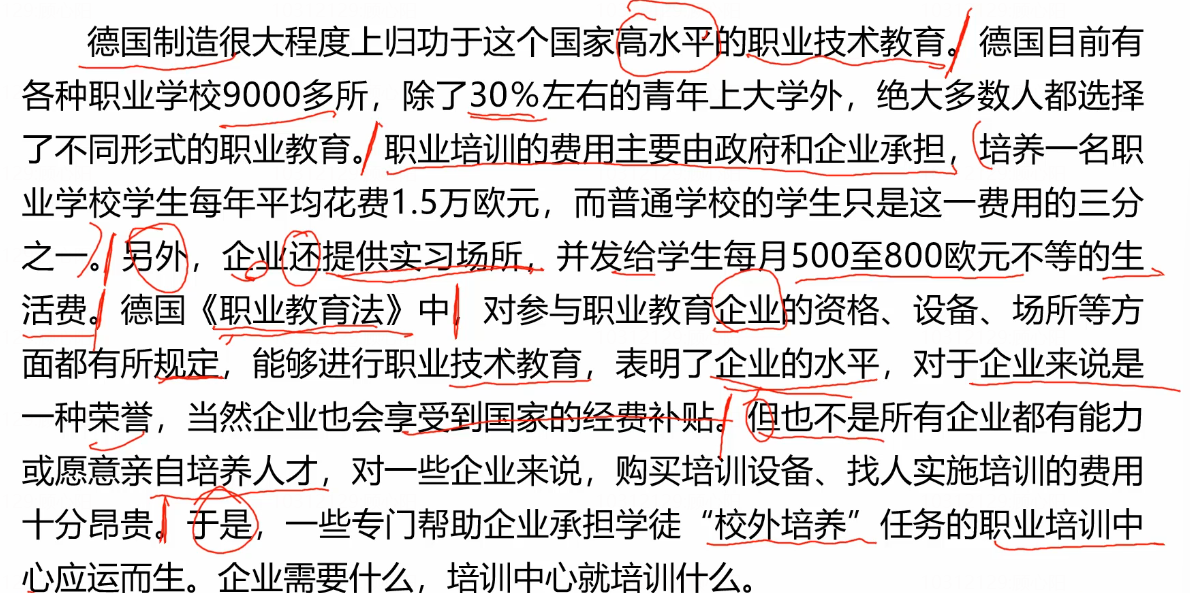 德国制造很大程度上归功于这个国家高水平的职业技术教育。德国目前有
各种职业学校9000多所，除了30%左右的青年上大学外，绝大多数人都选择
了不同形式的职业教育。职业培训的费用主要由政府和企业承担，培养一名职
业学校学生每年平均花费1.5万欧元，而普通学校的学生只是这一费用的三分
之一。另外，企业还提供实习场所，并发给学生每月500至800欧元不等的生
活费。德国《职业教育法》中，对参与职业教育企业的资格、设备、场所等方
面都有所规定，能够进行职业技术教育，表明了企业的水平，对于企业来说是
一种荣誉，当然企业也会享受到国家的经费补贴。但也不是所有企业都有能力
或愿意亲自培养人才，对一些企业来说，购买培训设备、找人实施培训的费用
十分昂贵。于是，一些专门帮助企业承担学徒“校外培养”任务的职业培训中
心应运而生。企业需要什么，培训中心就培训什么。